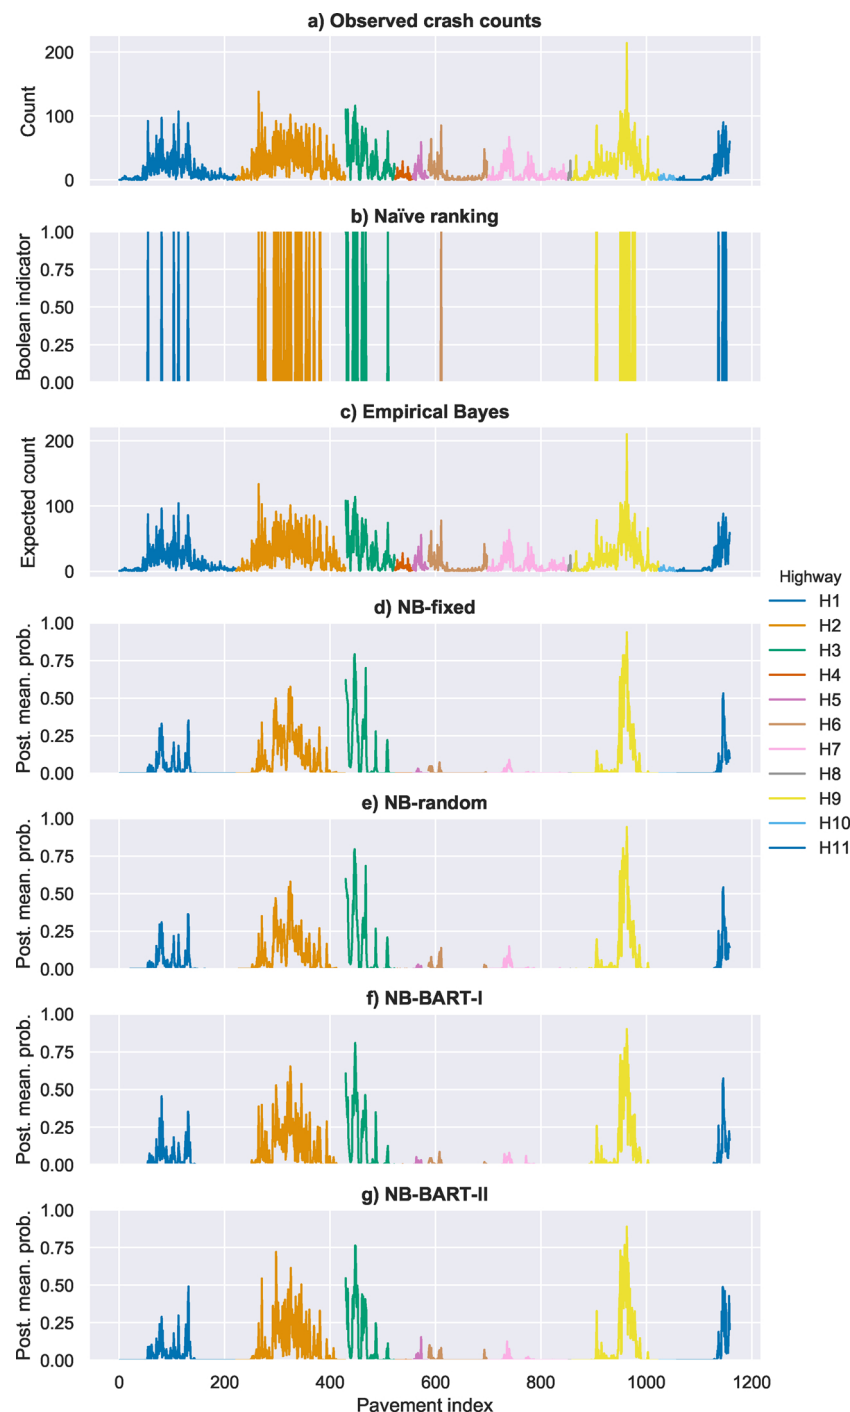 a) Observed crash counts
200
100
0
Count
b) Naïve ranking
1.00
0.75
0.50
0.25
0.00
Boolean indicator
c) Empirical Bayes
200
100
0
Expected count
d) NB-fixed
1.00
0.75
0.50
0.25
0.00
Post. mean. prob.
e) NB-random
1.00
0.75
0.50
0.25
0.00
Post. mean. prob.
f) NB-BART-I
1.00
0.75
0.50
0.25
0.00
Post. mean. prob.
g) NB-BART-II
1.00
0.75
0.50
0.25
0.00
Post. mean. prob.
0 200 400 600 800 1000 1200
Pavement index
Highway
H1
H2
H3
H4
H5
H6
H7
H8
H9
H10
H11